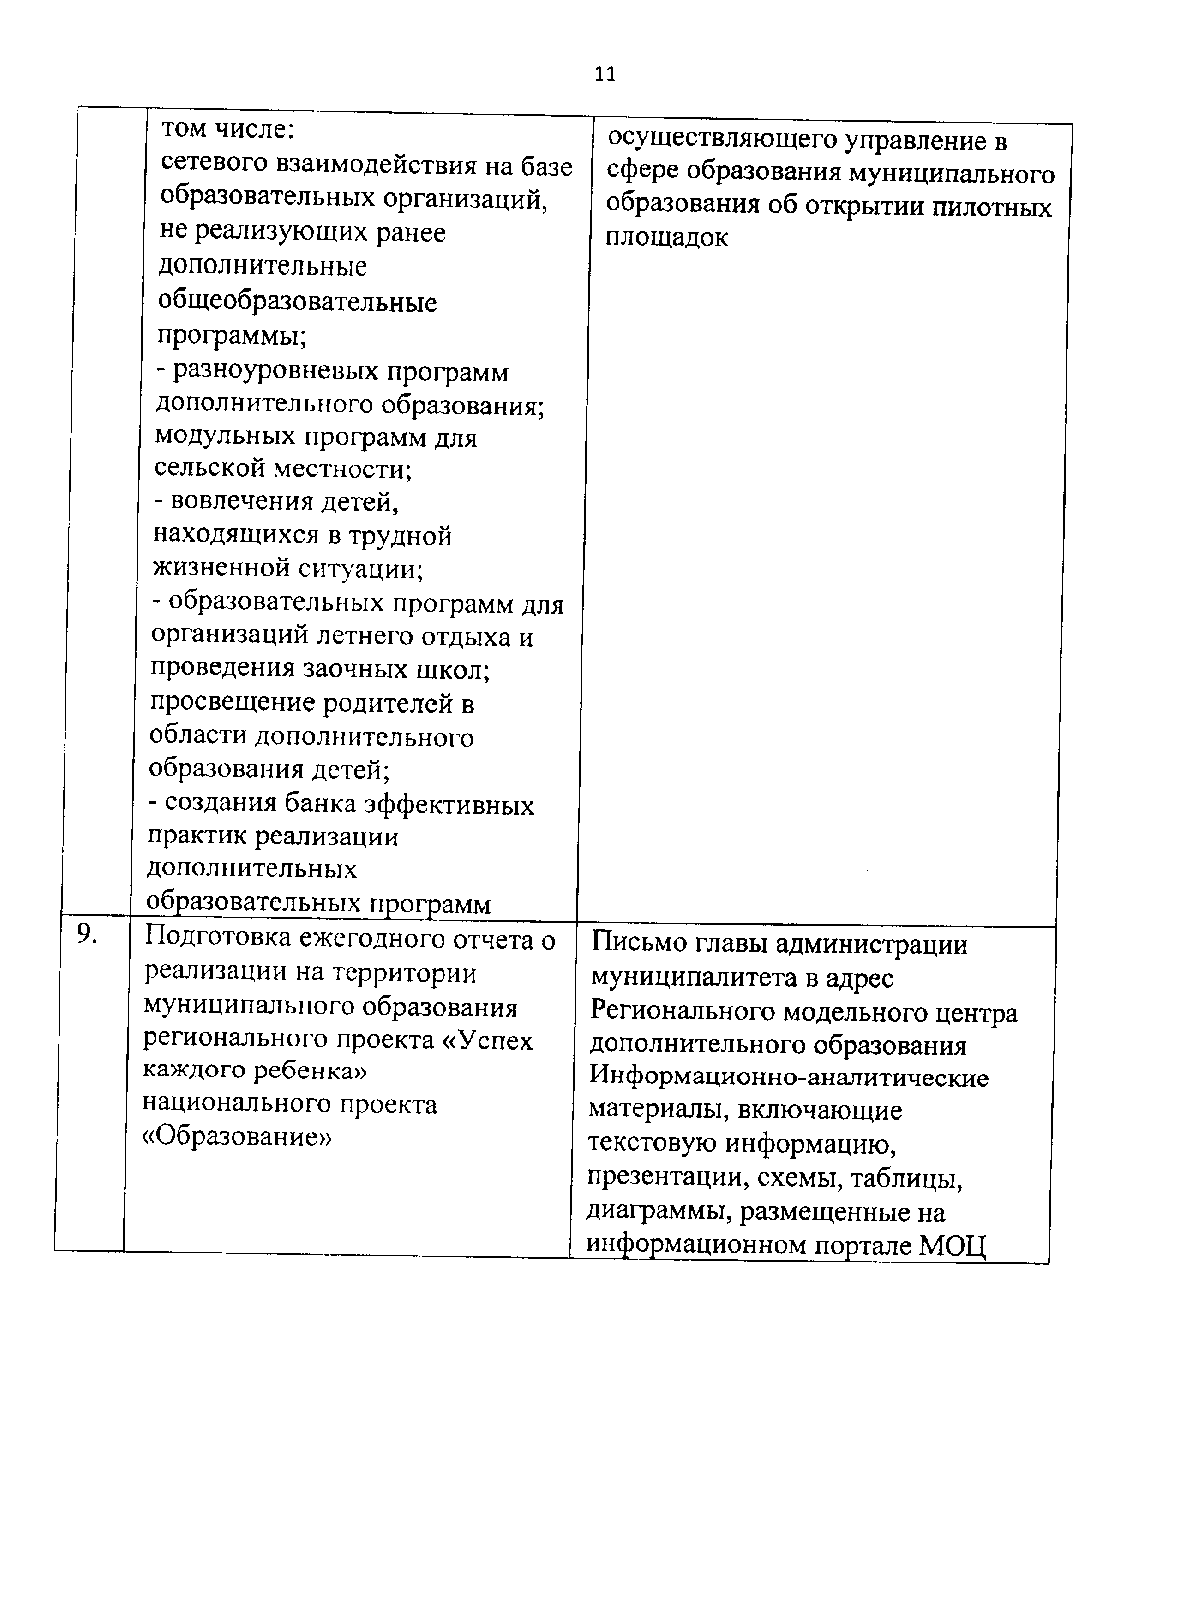 11
том числе:
сетевого взаимодействия на базе
образовательных организаций,
не реализующих ранее
дополнительные
общеобразовательные
программы;
- разноуровневых программ
дополнительного образования;
модульных программ для
сельской местности;
- вовлечения детей,
находящихся в трудной
жизненной ситуации;
- образовательных программ для
организаций летнего отдыха и
проведения заочных школ;
просвещение родителей в
области дополнительного
образования детей;
- создания банка эффективных
практик реализации
дополнительных
образовательных программ
осуществляющего управление в
сфере образования муниципального
образования об открытии пилотных
площадок
9.
Подготовка ежегодного отчета о
реализации на территории
муниципального образования
регионального проекта «Успех
каждого ребенка»
национального проекта
«Образование»
Письмо главы администрации
муниципалитета в адрес
Регионального модельного центра
дополнительного образования
Информационно-аналитические
материалы, включающие
текстовую информацию,
презентации, схемы, таблицы,
диаграммы, размещенные на
информационном портале МОЦ